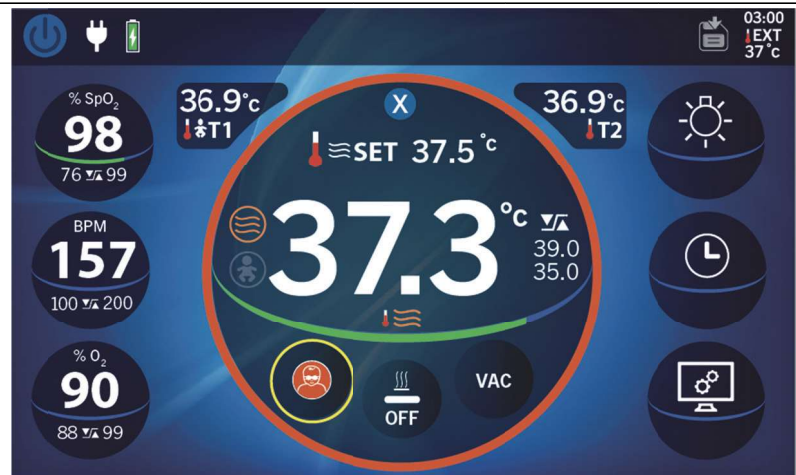 03:00
EXT
37 °C
% SpO₂
98
76 99
36.9°c
T1
X
36.9°c
T2
SET 37.5 °c
37.3 °c
39.0
35.0
BPM
157
100 200
% O₂
90
88 99
OFF
VAC